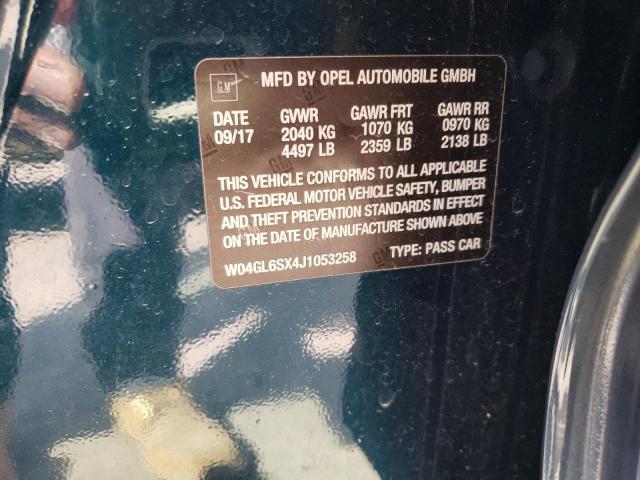 GM MFD BY OPEL AUTOMOBILE GMBH
DATE GVWR GAWR FRT GAWR RR
09/17 2040 KG 1070 KG 0970 KG
4497 LB 2359 LB 2138 LB
THIS VEHICLE CONFORMS TO ALL APPLICABLE
U.S. FEDERAL MOTOR VEHICLE SAFETY, BUMPER
AND THEFT PREVENTION STANDARDS IN EFFECT
ON THE DATE OF MANUFACTURE SHOWN ABOVE
W04GL6SX4J1053258 TYPE: PASS CAR